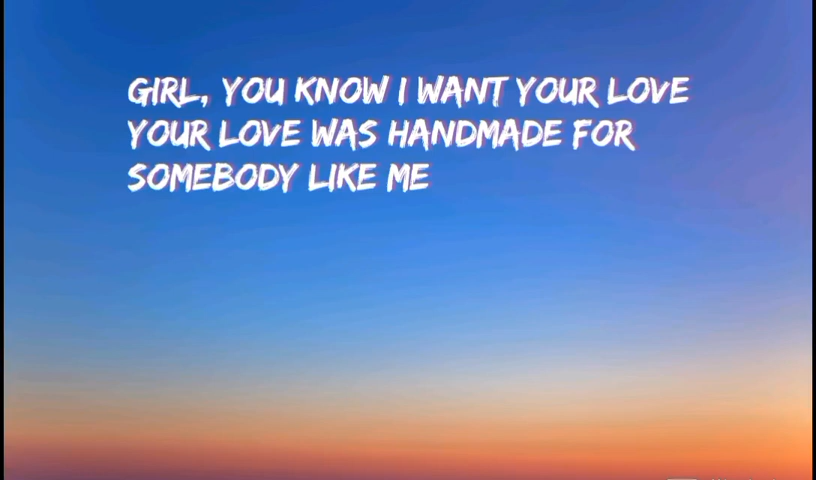 GIRL, YOU KNOW I WANT YOUR LOVE
YOUR LOVE WAS HANDMADE FOR
SOMEBODY LIKE ME